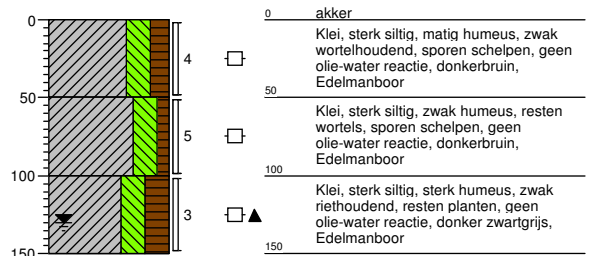 0
akker
0
Klei, sterk siltig, matig humeus, zwak
wortelhoudend, sporen schelpen, geen
olie-water reactie, donkerbruin,
Edelmanboor
4
50
50
Klei, sterk siltig, zwak humeus, resten
wortels, sporen schelpen, geen
olie-water reactie, donkerbruin,
Edelmanboor
5
100
100
Klei, sterk siltig, sterk humeus, zwak
riethoudend, resten planten, geen
olie-water reactie, donker zwartgrijs,
Edelmanboor
3
150
150